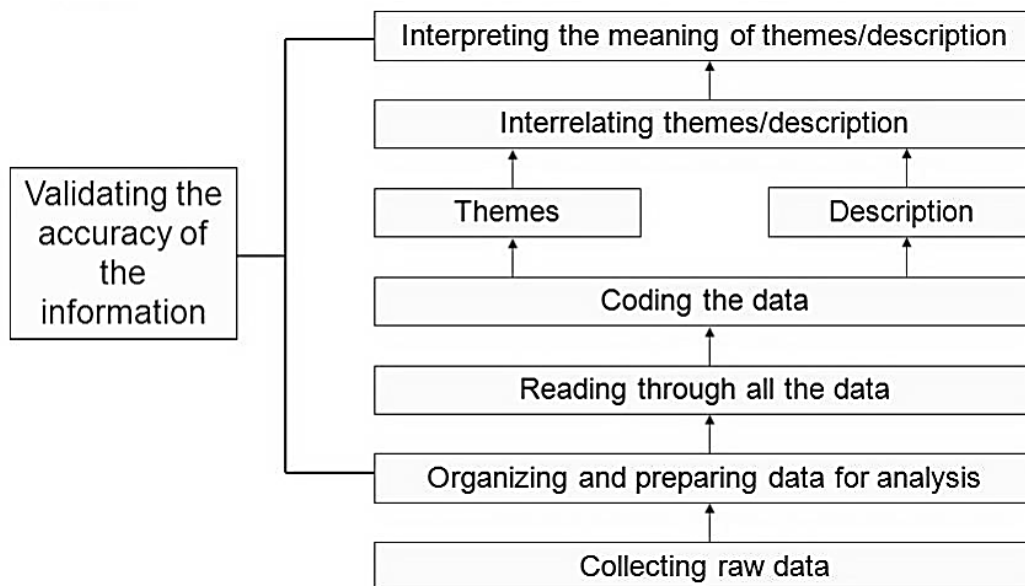 Interpreting the meaning of themes/description
Interrelating themes/description
Themes
Description
Validating the
accuracy of
the
information
Coding the data
Reading through all the data
Organizing and preparing data for analysis
Collecting raw data